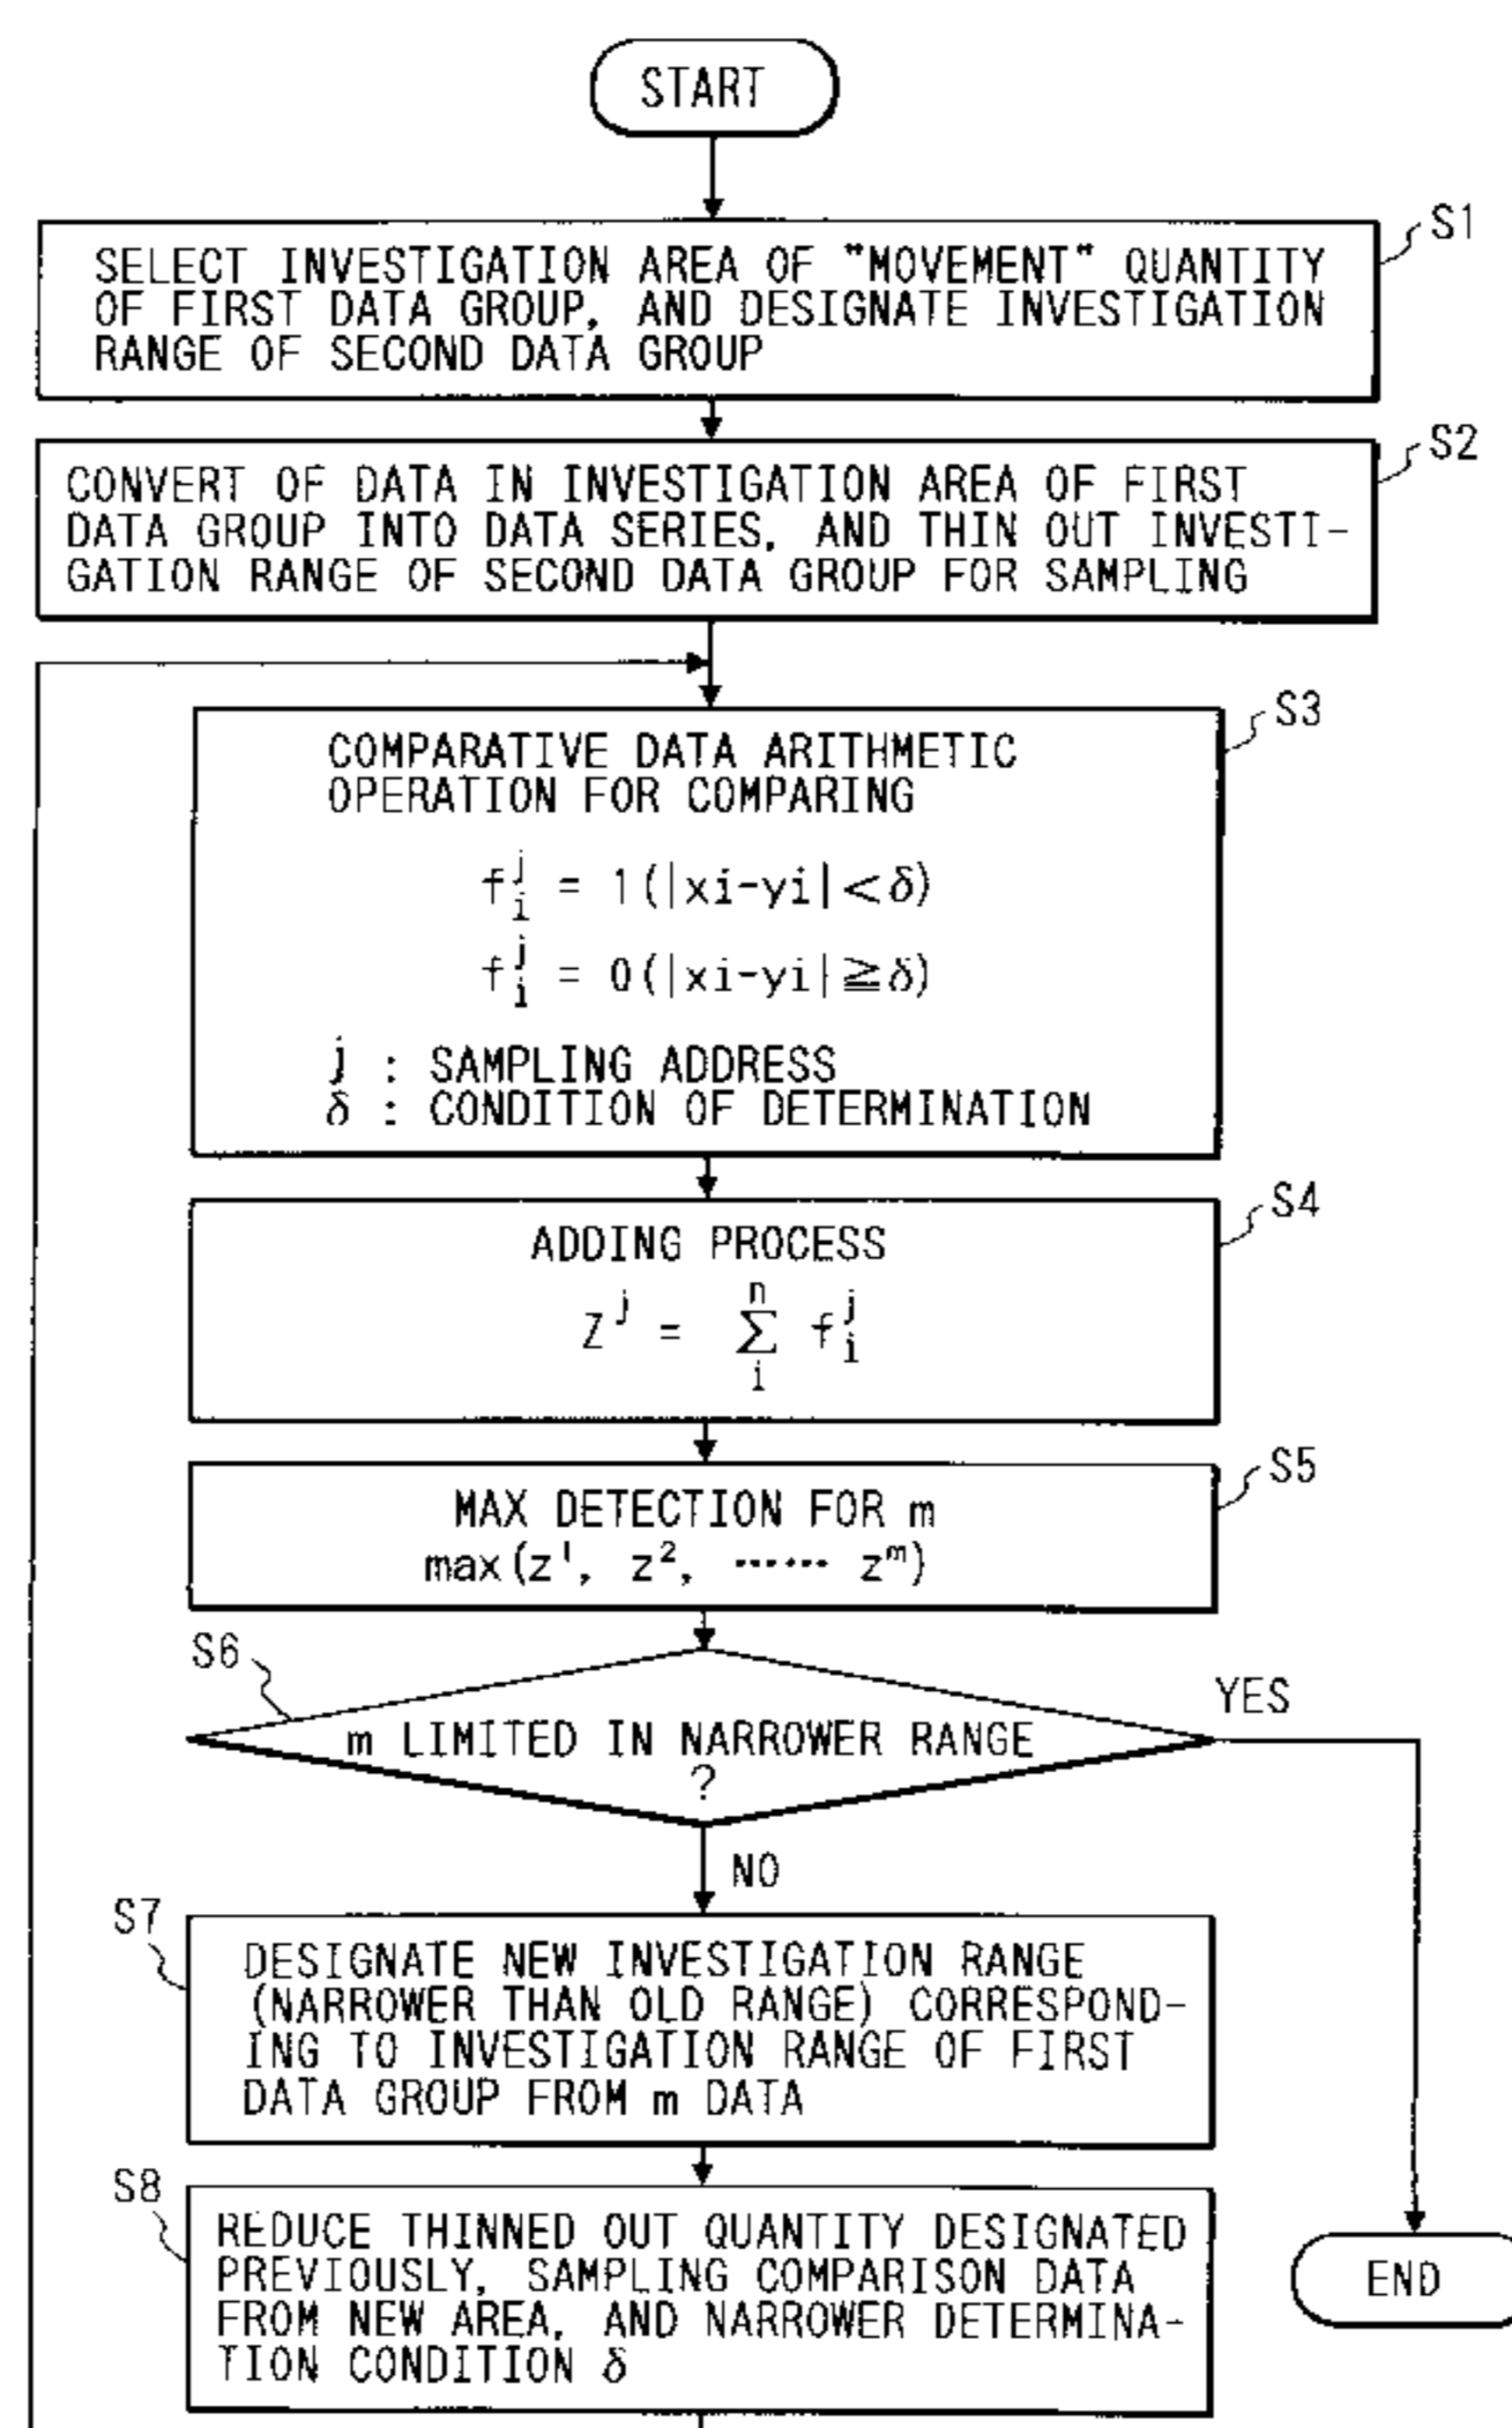 START
S1
SELECT INVESTIGATION AREA OF "MOVEMENT" QUANTITY
OF FIRST DATA GROUP, AND DESIGNATE INVESTIGATION
RANGE OF SECOND DATA GROUP
S2
CONVERT OF DATA IN INVESTIGATION AREA OF FIRST
DATA GROUP INTO DATA SERIES, AND THIN OUT INVESTI-
GATION RANGE OF SECOND DATA GROUP FOR SAMPLING
S3
COMPARATIVE DATA ARITHMETIC
OPERATION FOR COMPARING
f_i^j = 1(|xi-yi|<δ)
f_i^j = 0(|xi-yi|≧δ)
j : SAMPLING ADDRESS
δ : CONDITION OF DETERMINATION
S4
ADDING PROCESS
Z^j = Σ_i^n f_i^j
S5
MAX DETECTION FOR m
max(z¹, z², ······ z^m)
S6
YES
m LIMITED IN NARROWER RANGE
?
NO
S7
DESIGNATE NEW INVESTIGATION RANGE
(NARROWER THAN OLD RANGE) CORRESPOND-
ING TO INVESTIGATION RANGE OF FIRST
DATA GROUP FROM m DATA
S8
REDUCE THINNED OUT QUANTITY DESIGNATED
PREVIOUSLY, SAMPLING COMPARISON DATA
FROM NEW AREA, AND NARROWER DETERMINA-
TION CONDITION δ
END